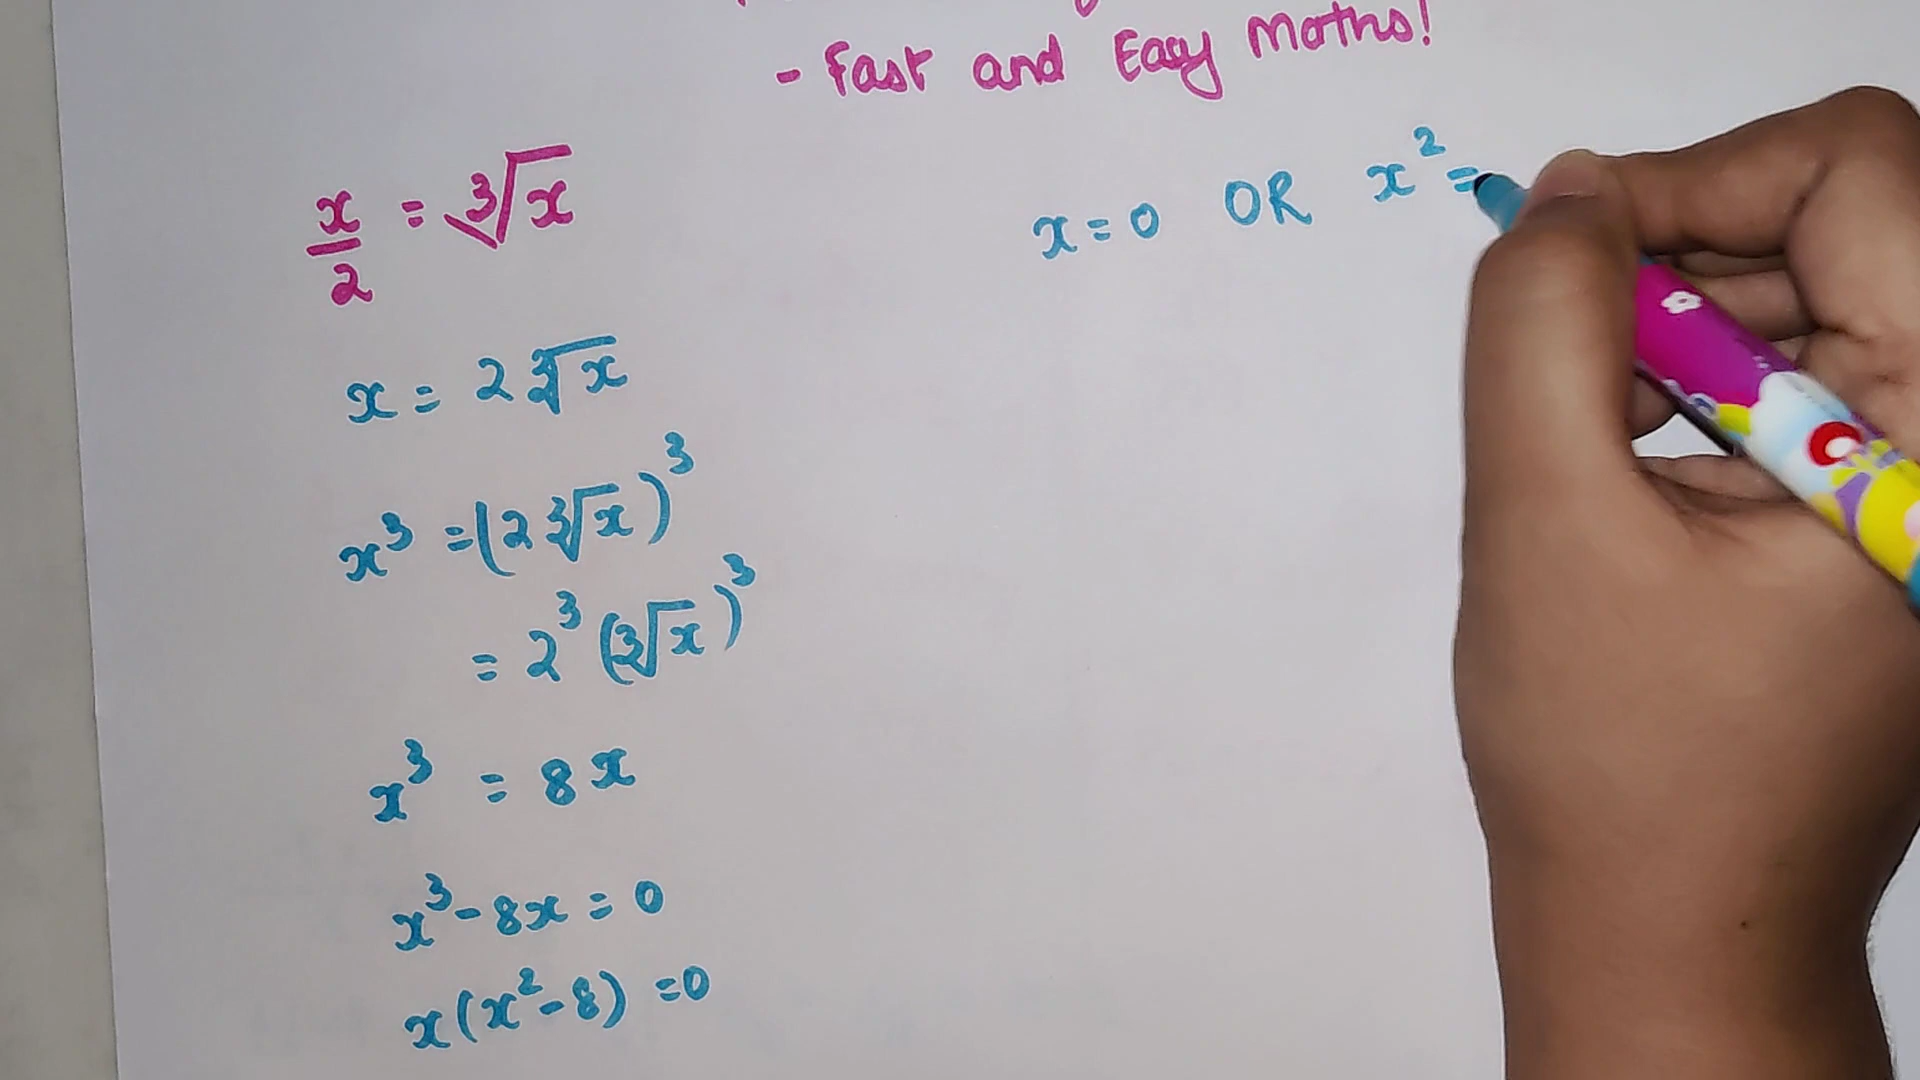 - Fast and Easy Maths!
x/2 = ∛x
x = 2∛x
x³ = (2∛x)³
= 2³(∛x)³
x³ = 8x
x³ - 8x = 0
x(x² - 8) = 0
x = 0 OR x² =